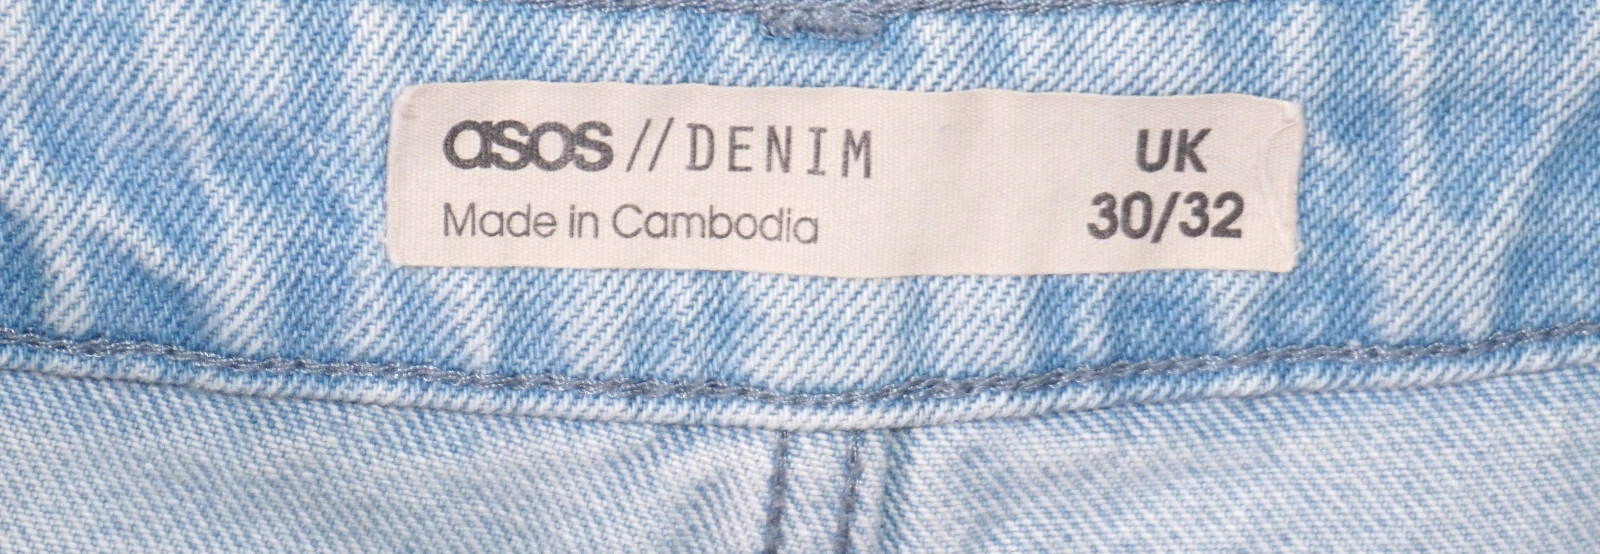 asos // DENIM
Made in Cambodia
UK
30/32